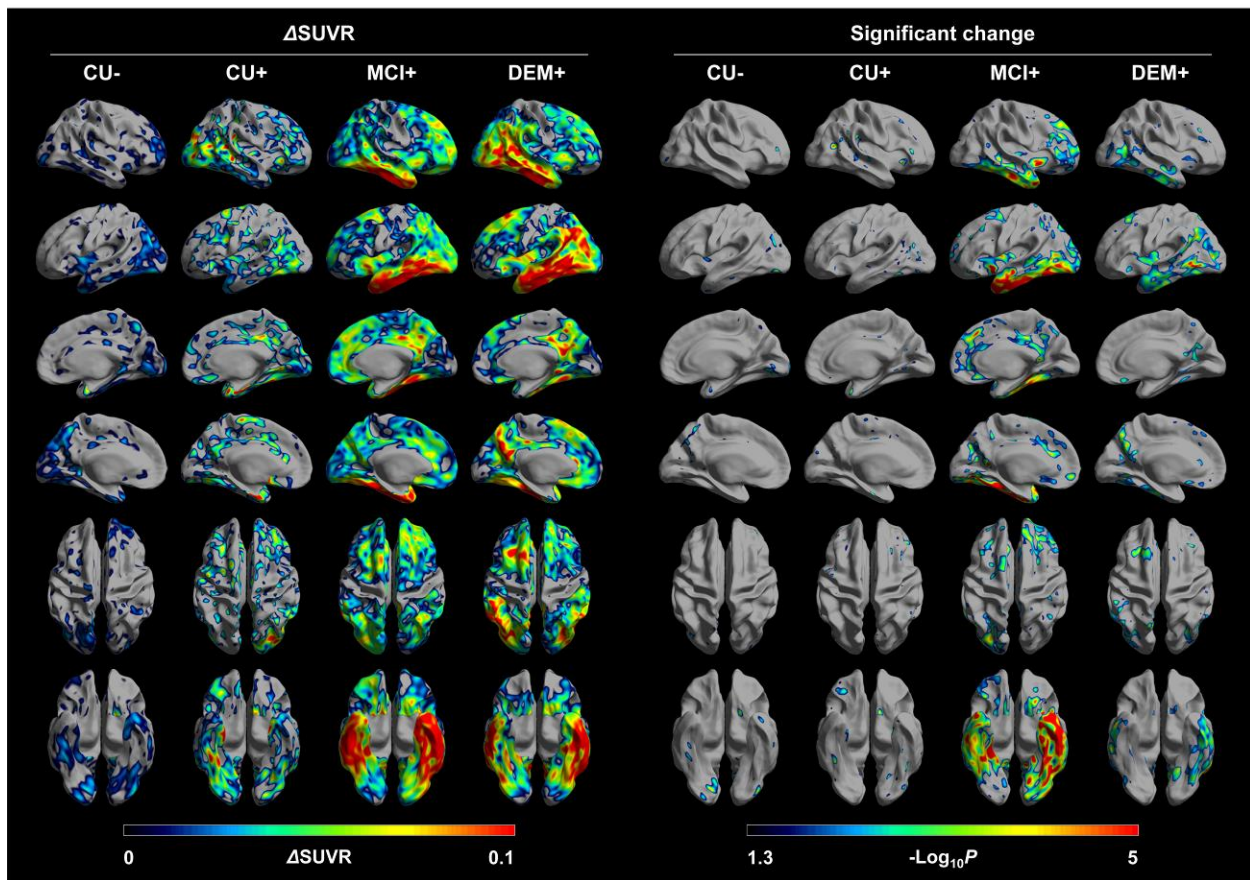 ΔSUVR Significant change
CU- CU+ MCI+ DEM+ CU- CU+ MCI+ DEM+
0 ΔSUVR 0.1 1.3 -Log10P 5